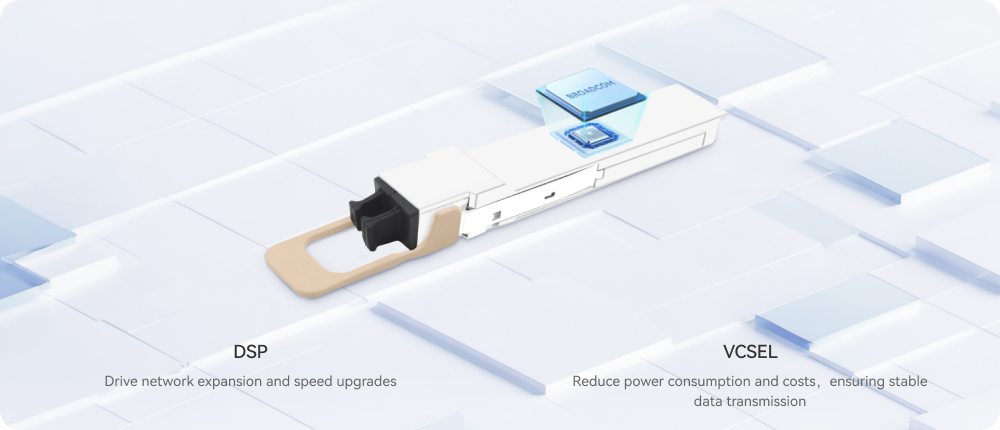 BROADCOM
DSP
VCSEL
Drive network expansion and speed upgrades
Reduce power consumption and costs，ensuring stable
data transmission